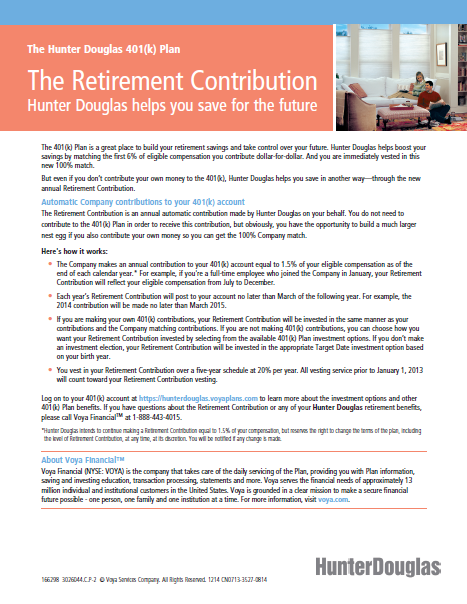 The Hunter Douglas 401(k) Plan
The Retirement Contribution
Hunter Douglas helps you save for the future
The 401(k) Plan is a great place to build your retirement savings and take control over your future. Hunter Douglas helps boost your
savings by matching the first 6% of eligible compensation you contribute dollar-for-dollar. And you are immediately vested in this
new 100% match.
But even if you don't contribute your own money to the 401(k), Hunter Douglas helps you save in another way—through the new
annual Retirement Contribution.
Automatic Company contributions to your 401(k) account
The Retirement Contribution is an annual automatic contribution made by Hunter Douglas on your behalf. You do not need to
contribute to the 401(k) Plan in order to receive this contribution, but obviously, you have the opportunity to build a much larger
nest egg if you also contribute your own money so you can get the 100% Company match.
Here's how it works:
• The Company makes an annual contribution to your 401(k) account equal to 1.5% of your eligible compensation as of the
end of each calendar year.* For example, if you're a full-time employee who joined the Company in January, your Retirement
Contribution will reflect your eligible compensation from July to December.
• Each year's Retirement Contribution will post to your account no later than March of the following year. For example, the
2014 contribution will be made no later than March 2015.
• If you are making your own 401(k) contributions, your Retirement Contribution will be invested in the same manner as your
contributions and the Company matching contributions. If you are not making 401(k) contributions, you can choose how you
want your Retirement Contribution invested by selecting from the available 401(k) Plan investment options. If you don't make
an investment election, your Retirement Contribution will be invested in the appropriate Target Date investment option based
on your birth year.
• You vest in your Retirement Contribution over a five-year schedule at 20% per year. All vesting service prior to January 1, 2013
will count toward your Retirement Contribution vesting.
Log on to your 401(k) account at https://hunterdouglas.voyaplans.com to learn more about the investment options and other
401(k) Plan benefits. If you have questions about the Retirement Contribution or any of your Hunter Douglas retirement benefits,
please call Voya Financial™ at 1-888-443-4015.
*Hunter Douglas intends to continue making a Retirement Contribution equal to 1.5% of your compensation, but reserves the right to change the terms of the plan, including
the level of Retirement Contribution, at any time, at its discretion. You will be notified if any change is made.
About Voya Financial™
Voya Financial (NYSE: VOYA) is the company that takes care of the daily servicing of the Plan, providing you with Plan information,
saving and investing education, transaction processing, statements and more. Voya serves the financial needs of approximately 13
million individual and institutional customers in the United States. Voya is grounded in a clear mission to make a secure financial
future possible - one person, one family and one institution at a time. For more information, visit voya.com.
HunterDouglas
166298 3026044.C.P-2 © Voya Services Company. All Rights Reserved. 1214 CN0713-3527-0814